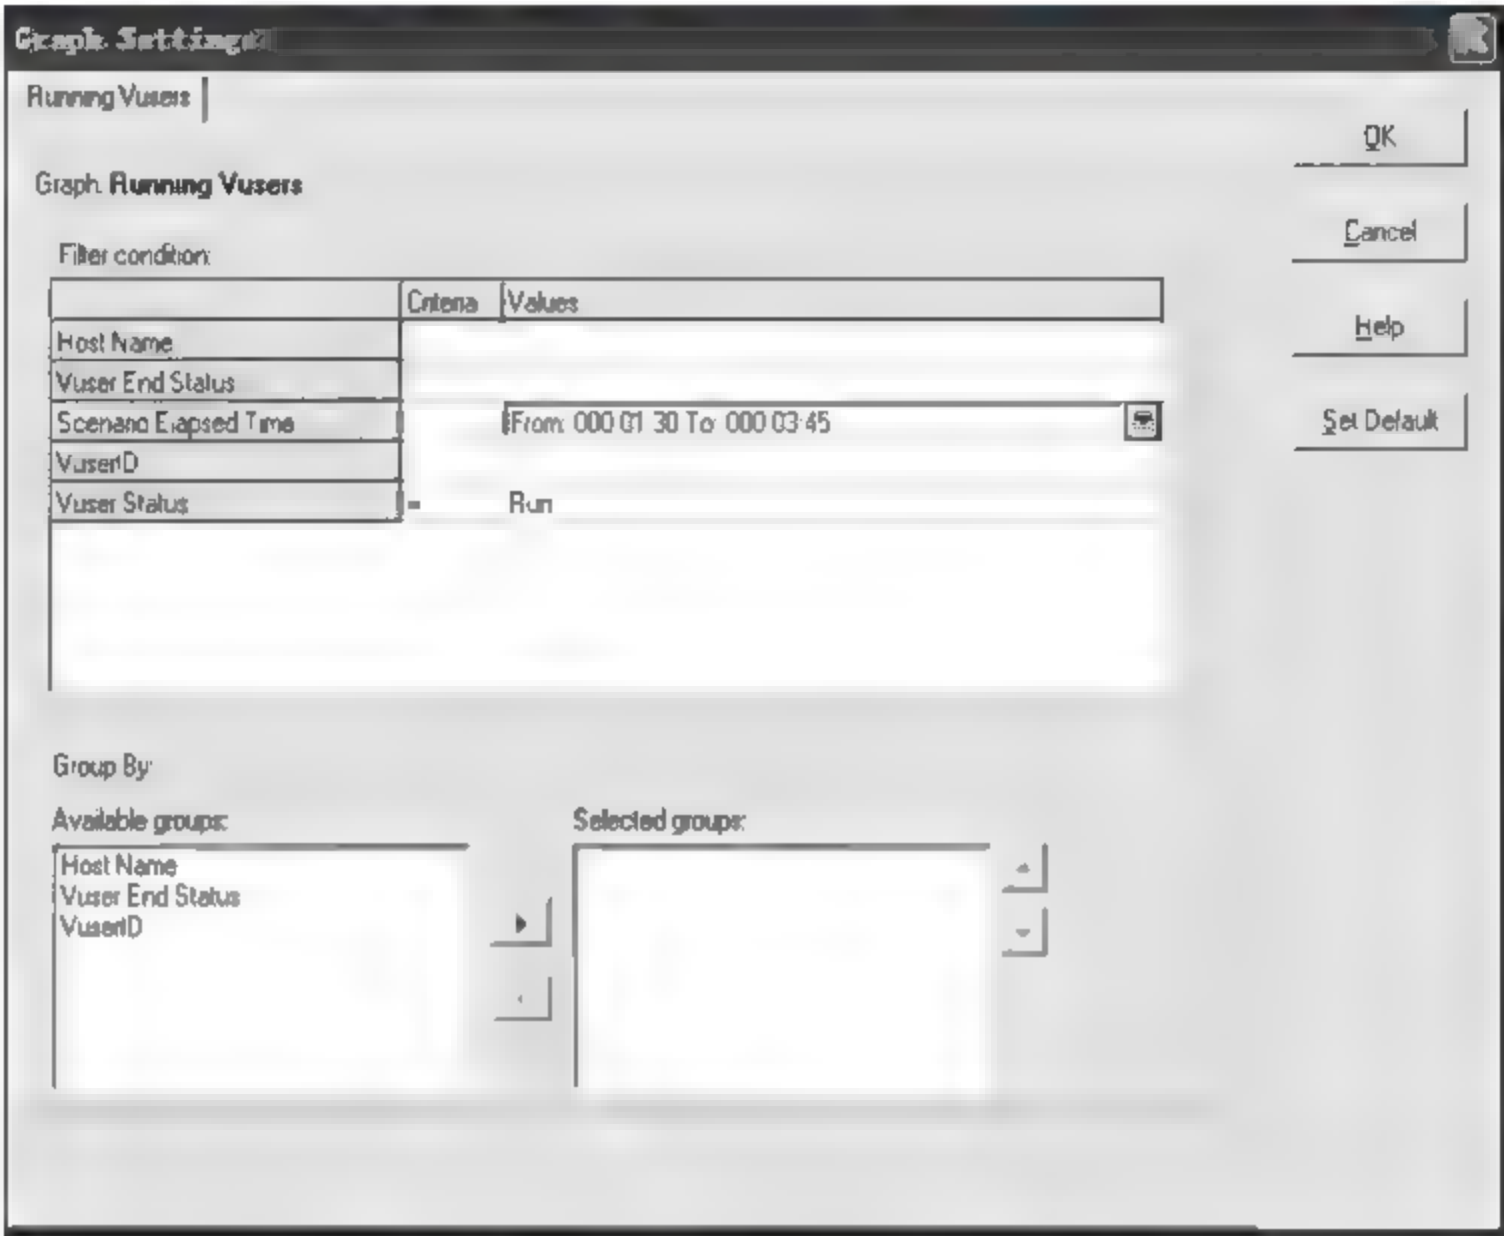 Graph Settings
Running Vusers
OK
Graph: Running Vusers
Cancel
Filter condition:
Criteria Values
Help
Host Name
Vuser End Status
Scenario Elapsed Time From: 000:01:30 To: 000:03:45
Set Default
VuserID
Vuser Status = Run
Group By:
Available groups: Selected groups:
Host Name
Vuser End Status
VuserID